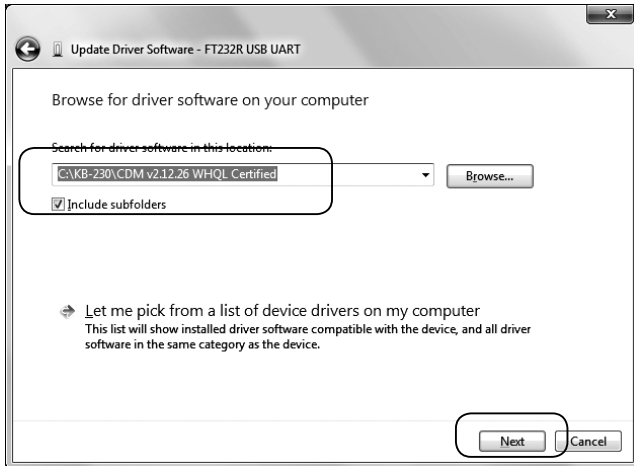 x
Update Driver Software - FT232R USB UART
Browse for driver software on your computer
Search for driver software in this location:
C:\KB-230\CDM v2.12.26 WHQL Certified
Browse...
Include subfolders
Let me pick from a list of device drivers on my computer
This list will show installed driver software compatible with the device, and all driver
software in the same category as the device.
Next
Cancel